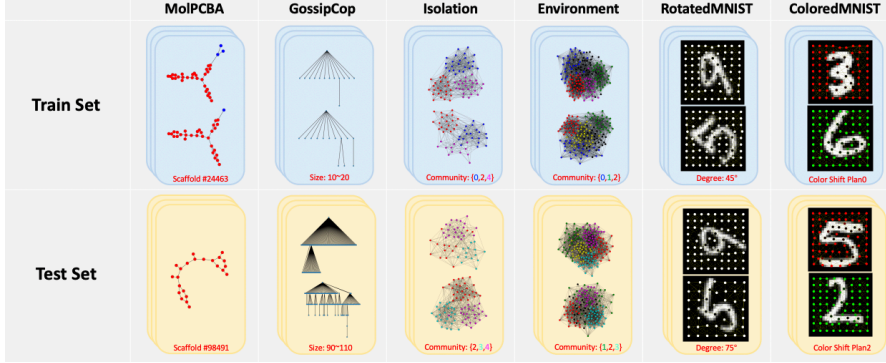 MolPCBA GossipCop Isolation Environment RotatedMNIST ColoredMNIST
Train Set
Scaffold #24463 Size: 10~20 Community: {0,2,4} Community: {0,1,2} Degree: 45° Color Shift Plan0
Test Set
Scaffold #98491 Size: 90~110 Community: {2,3,4} Community: {1,2,3} Degree: 75° Color Shift Plan2